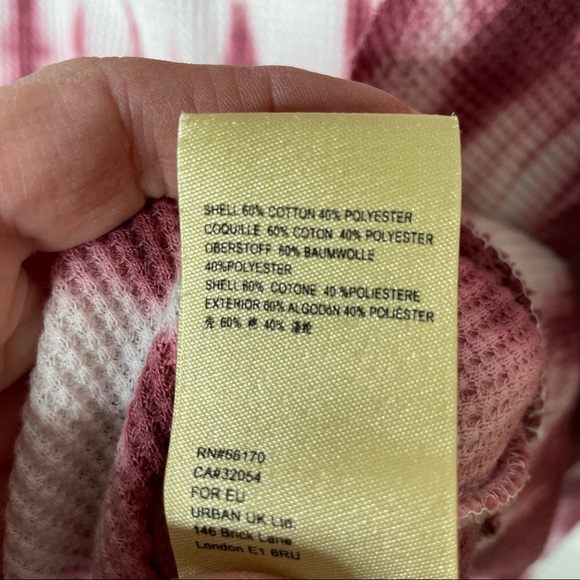 SHELL 60% COTTON 40% POLYESTER
COQUILLE 60% COTON 40% POLYESTER
OBERSTOFF 60% BAUMWOLLE
40%POLYESTER
SHELL 60% COTONE 40 %POLIESTERE
EXTERIOR 60% ALGODóN 40% POLIÉSTER
60% 棉 40%
RN#66170
CA#32054
FOR EU
URBAN UK Ltd.
146 Brick Lane
London E1 6RU